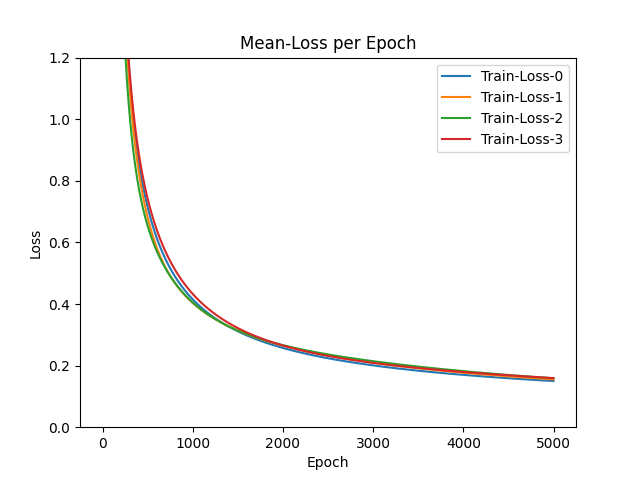 Mean-Loss per Epoch
1.2
1.0
0.8
0.6
0.4
0.2
0.0
Loss
Train-Loss-0
Train-Loss-1
Train-Loss-2
Train-Loss-3
0 1000 2000 3000 4000 5000
Epoch